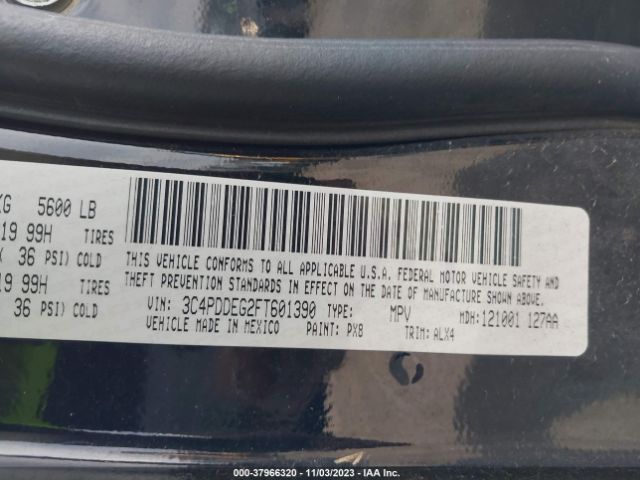 KG 5600 LB
19 99H TIRES
( 36 PSI) COLD
19 99H TIRES
36 PSI) COLD
THIS VEHICLE CONFORMS TO ALL APPLICABLE U.S.A. FEDERAL MOTOR VEHICLE SAFETY AND
THEFT PREVENTION STANDARDS IN EFFECT ON THE DATE OF MANUFACTURE SHOWN ABOVE.
VIN: 3C4PDDEG2FT601390 TYPE: MPV MDH:121001 127AA
VEHICLE MADE IN MEXICO PAINT: PX8 TRIM: ALX4
000-37966320 - 11/03/2023 - IAA Inc.